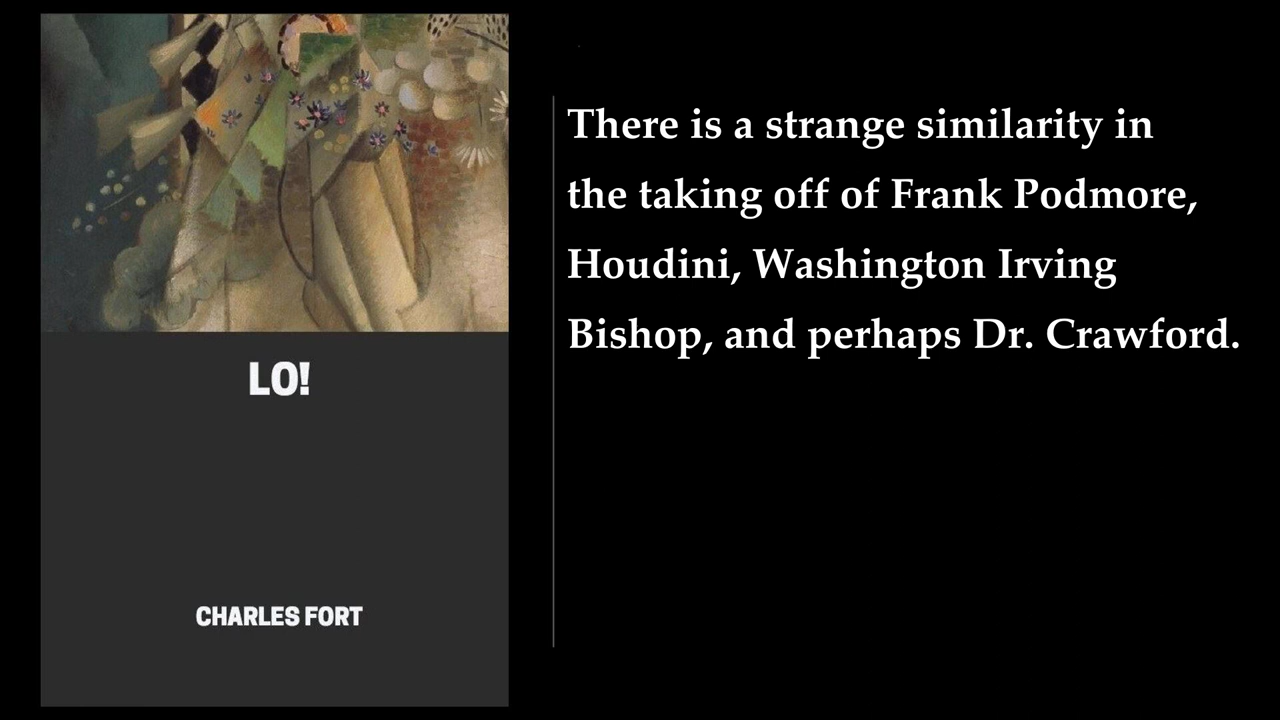 LO!
CHARLES FORT
There is a strange similarity in
the taking off of Frank Podmore,
Houdini, Washington Irving
Bishop, and perhaps Dr. Crawford.